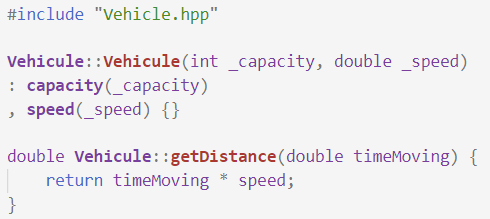 #include "Vehicle.hpp"
Vehicule::Vehicule(int _capacity, double _speed)
: capacity(_capacity)
, speed(_speed) {}
double Vehicule::getDistance(double timeMoving) {
return timeMoving * speed;
}